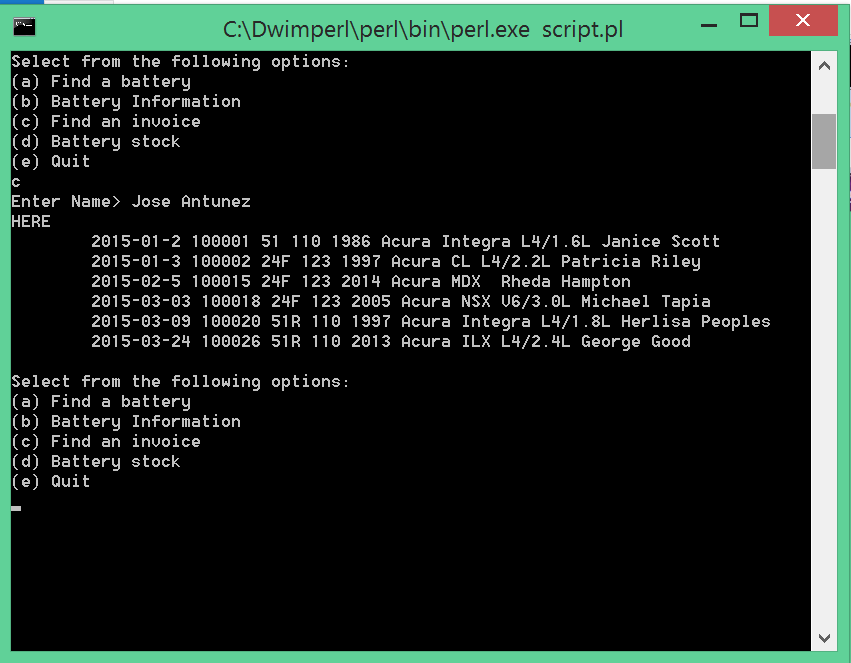 C:\Dwimperl\perl\bin\perl.exe script.pl
Select from the following options:
(a) Find a battery
(b) Battery Information
(c) Find an invoice
(d) Battery stock
(e) Quit
c
Enter Name> Jose Antunez
HERE
2015-01-2 100001 51 110 1986 Acura Integra L4/1.6L Janice Scott
2015-01-3 100002 24F 123 1997 Acura CL L4/2.2L Patricia Riley
2015-02-5 100015 24F 123 2014 Acura MDX  Rheda Hampton
2015-03-03 100018 24F 123 2005 Acura NSX V6/3.0L Michael Tapia
2015-03-09 100020 51R 110 1997 Acura Integra L4/1.8L Herlisa Peoples
2015-03-24 100026 51R 110 2013 Acura ILX L4/2.4L George Good
Select from the following options:
(a) Find a battery
(b) Battery Information
(c) Find an invoice
(d) Battery stock
(e) Quit